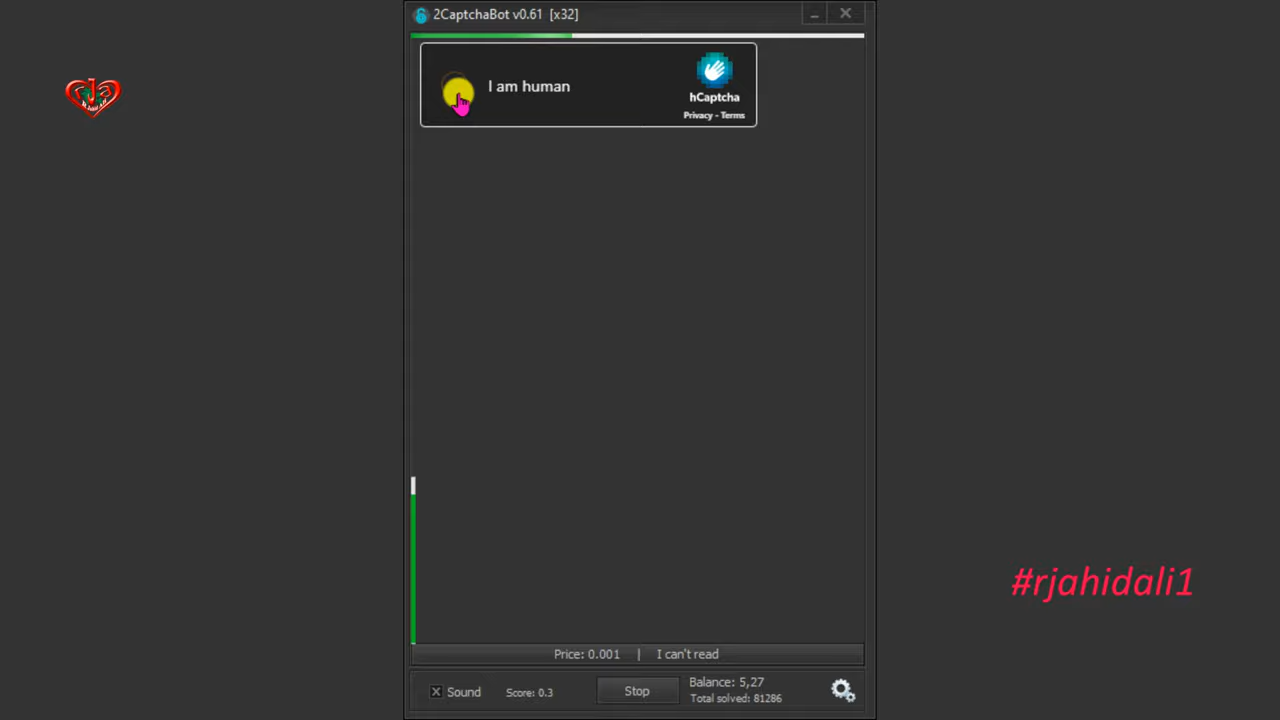 2CaptchaBot v0.61 [x32]
rja
I am human
hCaptcha
Privacy - Terms
#rjahidali1
Price: 0.001 | I can't read
Sound
Score: 0.3
Stop
Balance: 5,27
Total solved: 81286